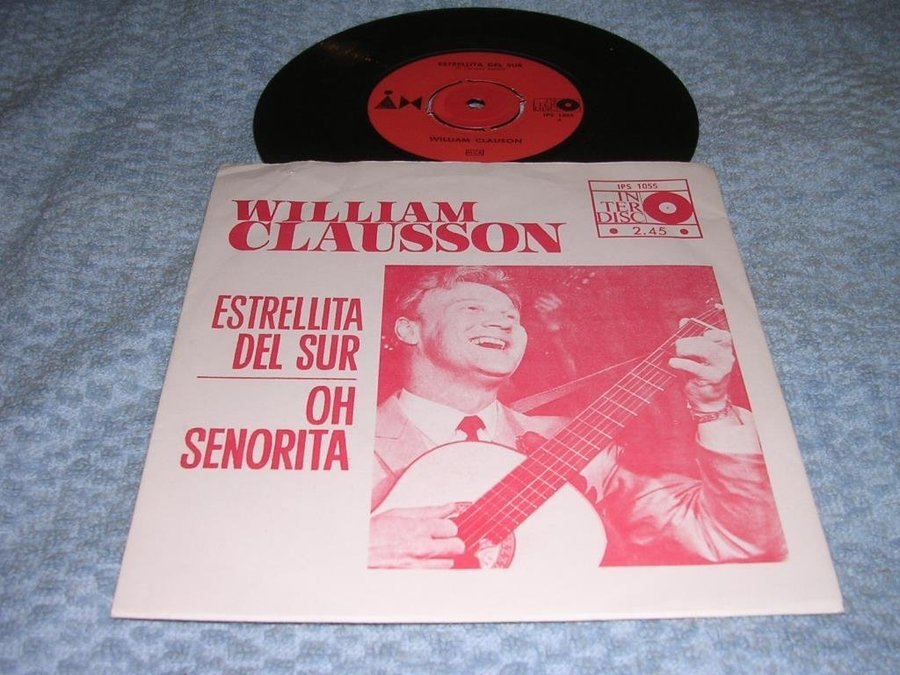 ESTRELLITA DEL SUR
IPS 1055
WILLIAM CLAUSON
WILLIAM
CLAUSSON
IPS 1055
IN
TER
DISC
2.45
ESTRELLITA
DEL SUR
OH
SENORITA